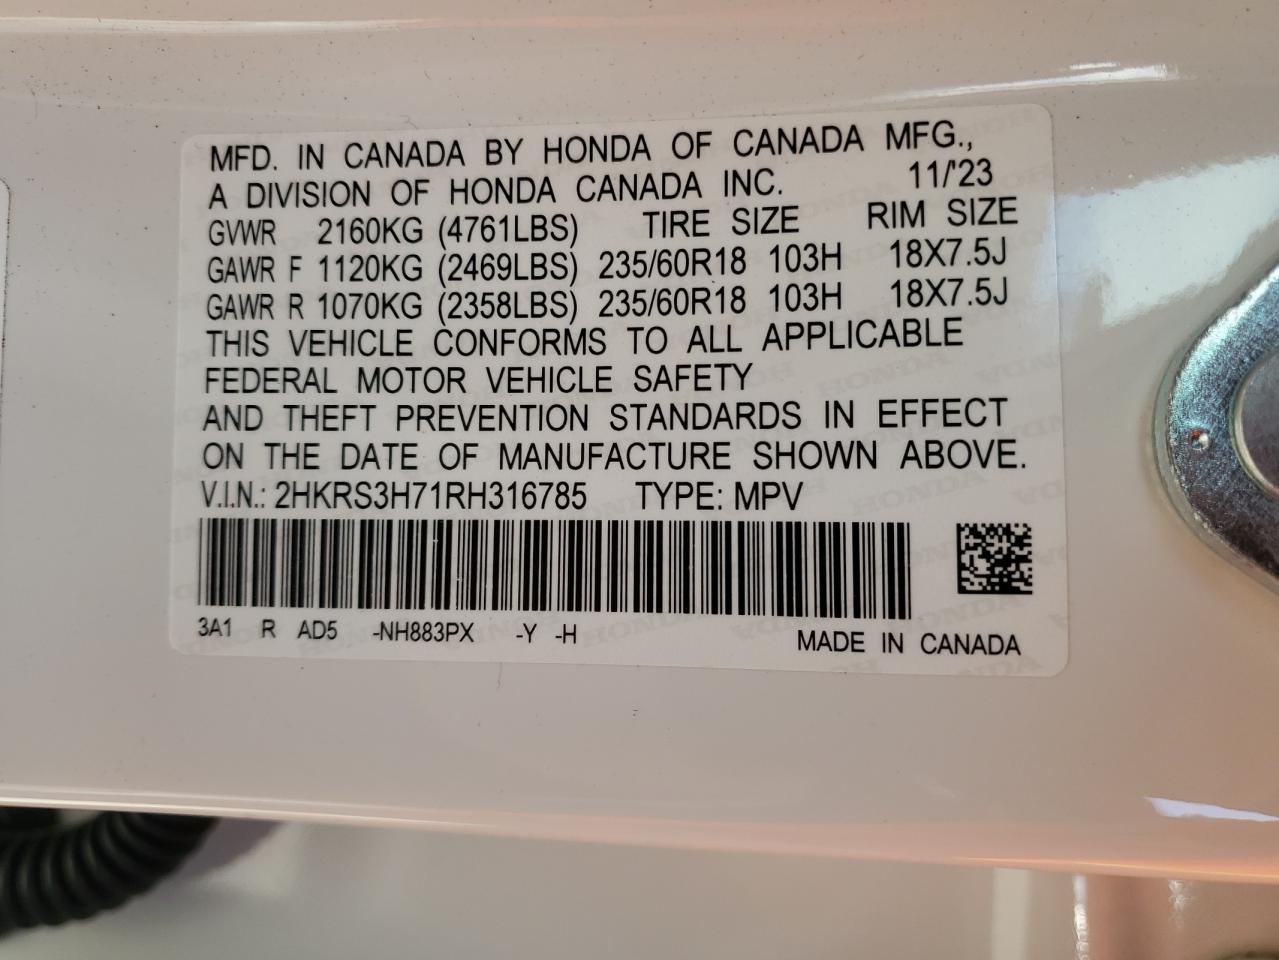 MFD. IN CANADA BY HONDA OF CANADA MFG.,
A DIVISION OF HONDA CANADA INC. 11/'23
GVWR 2160KG (4761LBS) TIRE SIZE RIM SIZE
GAWR F 1120KG (2469LBS) 235/60R18 103H 18X7.5J
GAWR R 1070KG (2358LBS) 235/60R18 103H 18X7.5J
THIS VEHICLE CONFORMS TO ALL APPLICABLE
FEDERAL MOTOR VEHICLE SAFETY
AND THEFT PREVENTION STANDARDS IN EFFECT
ON THE DATE OF MANUFACTURE SHOWN ABOVE.
V.I.N.: 2HKRS3H71RH316785 TYPE: MPV
3A1 R AD5 -NH883PX -Y -H MADE IN CANADA